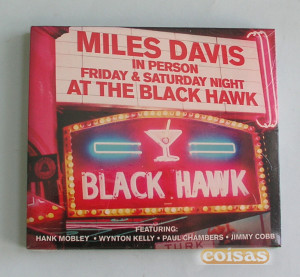 MILES DAVIS
IN PERSON
FRIDAY & SATURDAY NIGHT
AT THE BLACK HAWK
BLACK HAWK
FEATURING:
HANK MOBLEY • WYNTON KELLY • PAUL CHAMBERS • JIMMY COBB
TURK
coisas